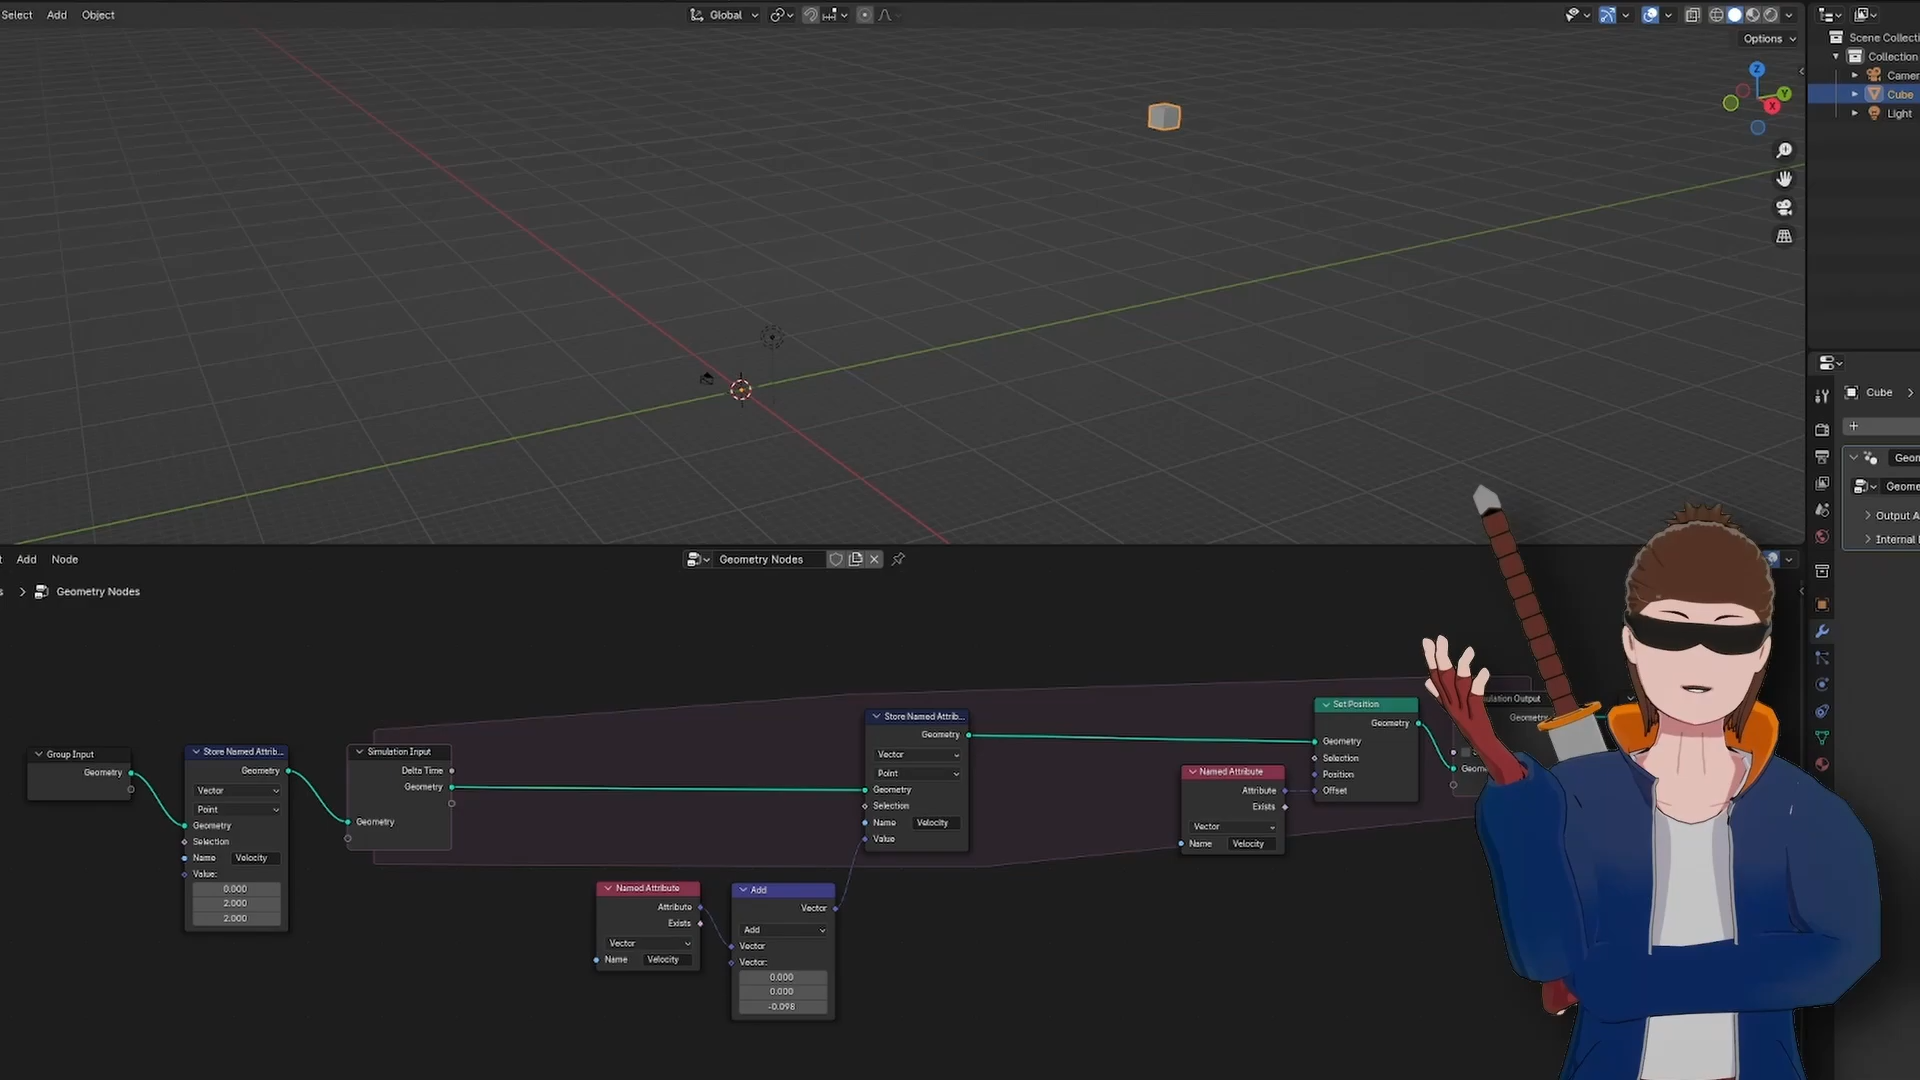 Select Add Object
Global
Options
Z
Y
X
Scene Collecti
Collection
Camer
Cube
Light
Cube
Geon
Geome
Output A
Internal
Add Node
Geometry Nodes
s Geometry Nodes
Group Input
Geometry
Store Named Attrib...
Geometry
Vector
Point
Geometry
Selection
Name Velocity
Value:
0.000
2.000
2.000
Simulation Input
Delta Time
Geometry
Geometry
Named Attribute
Attribute
Exists
Vector
Name Velocity
Add
Vector
Add
Vector
Vector:
0.000
0.000
-0.098
Store Named Attrib...
Geometry
Vector
Point
Geometry
Selection
Name Velocity
Value
Named Attribute
Attribute
Exists
Vector
Name Velocity
Set Position
Geometry
Geometry
Selection
Position
Offset
ulation Output
Geometry
Geome